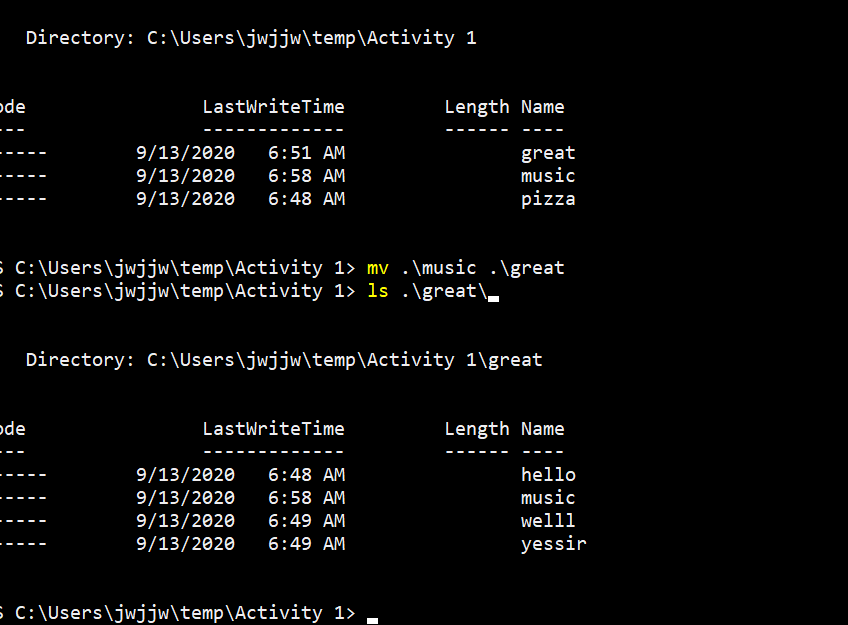 Directory: C:\Users\jwjjw\temp\Activity 1
ode LastWriteTime Length Name
--- ------------- ------ ----
----- 9/13/2020 6:51 AM great
----- 9/13/2020 6:58 AM music
----- 9/13/2020 6:48 AM pizza
S C:\Users\jwjjw\temp\Activity 1> mv .\music .\great
S C:\Users\jwjjw\temp\Activity 1> ls .\great\
Directory: C:\Users\jwjjw\temp\Activity 1\great
ode LastWriteTime Length Name
--- ------------- ------ ----
----- 9/13/2020 6:48 AM hello
----- 9/13/2020 6:58 AM music
----- 9/13/2020 6:49 AM welll
----- 9/13/2020 6:49 AM yessir
S C:\Users\jwjjw\temp\Activity 1>